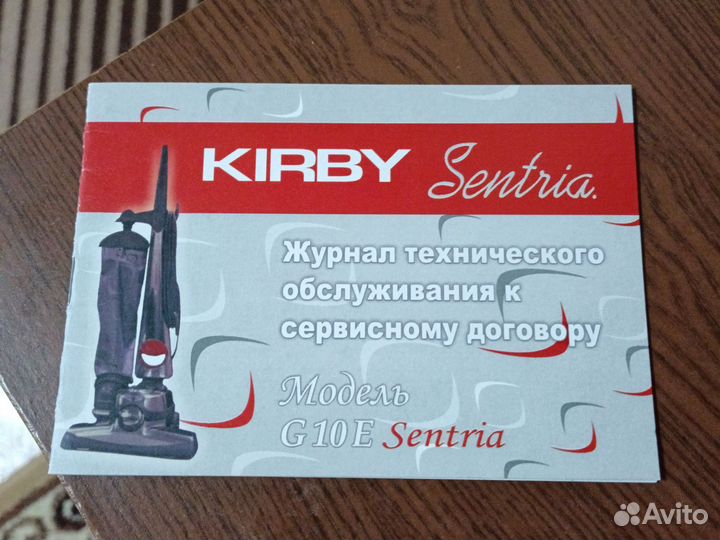 KIRBY Sentria.
Журнал технического
обслуживания к
сервисному договору
Модель
G10E Sentria
Avito